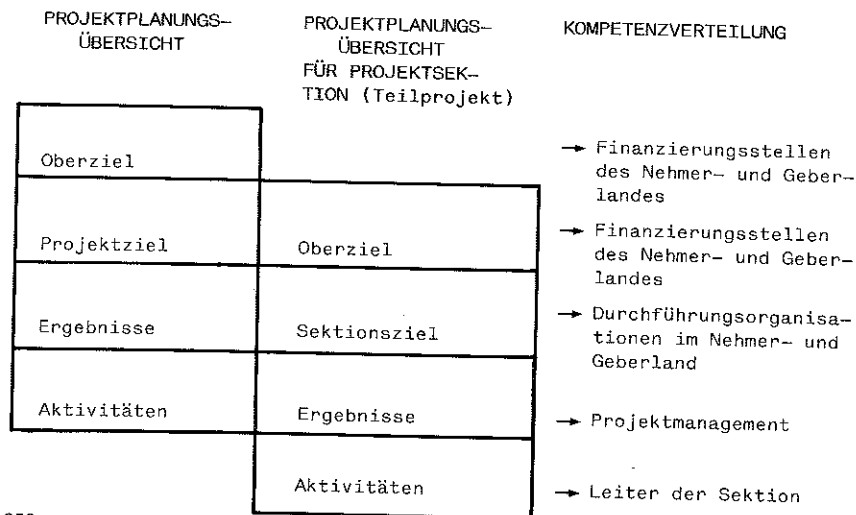 PROJEKTPLANUNGS-
ÜBERSICHT
PROJEKTPLANUNGS-
ÜBERSICHT
FÜR PROJEKTSEK-
TION (Teilprojekt)
KOMPETENZVERTEILUNG
Oberziel
→ Finanzierungsstellen
des Nehmer- und Geber-
landes
Projektziel
Oberziel
→ Finanzierungsstellen
des Nehmer- und Geber-
landes
Ergebnisse
Sektionsziel
→ Durchführungsorganisa-
tionen im Nehmer- und
Geberland
Aktivitäten
Ergebnisse
→ Projektmanagement
Aktivitäten
→ Leiter der Sektion